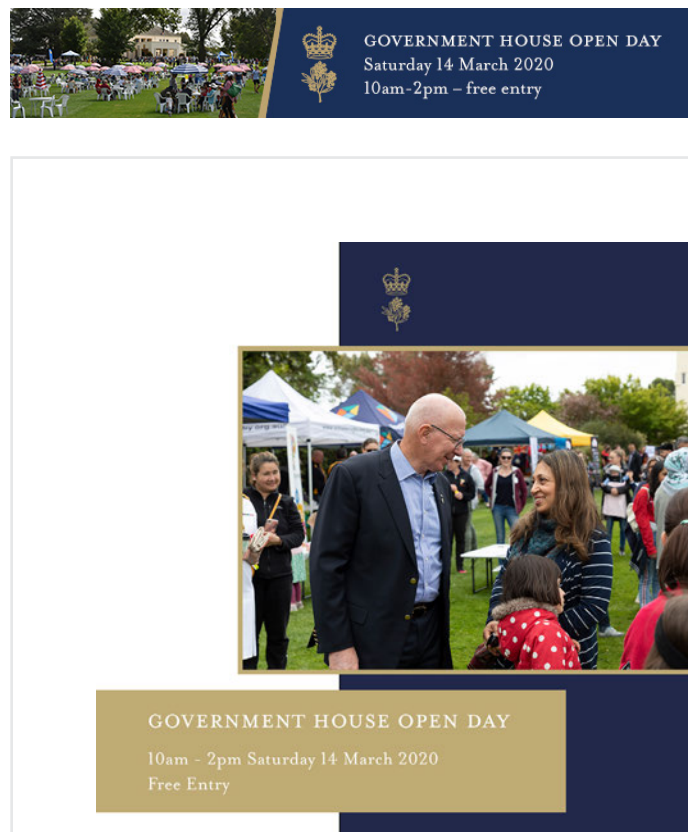 GOVERNMENT HOUSE OPEN DAY
Saturday 14 March 2020
10am-2pm – free entry
GOVERNMENT HOUSE OPEN DAY
10am - 2pm Saturday 14 March 2020
Free Entry